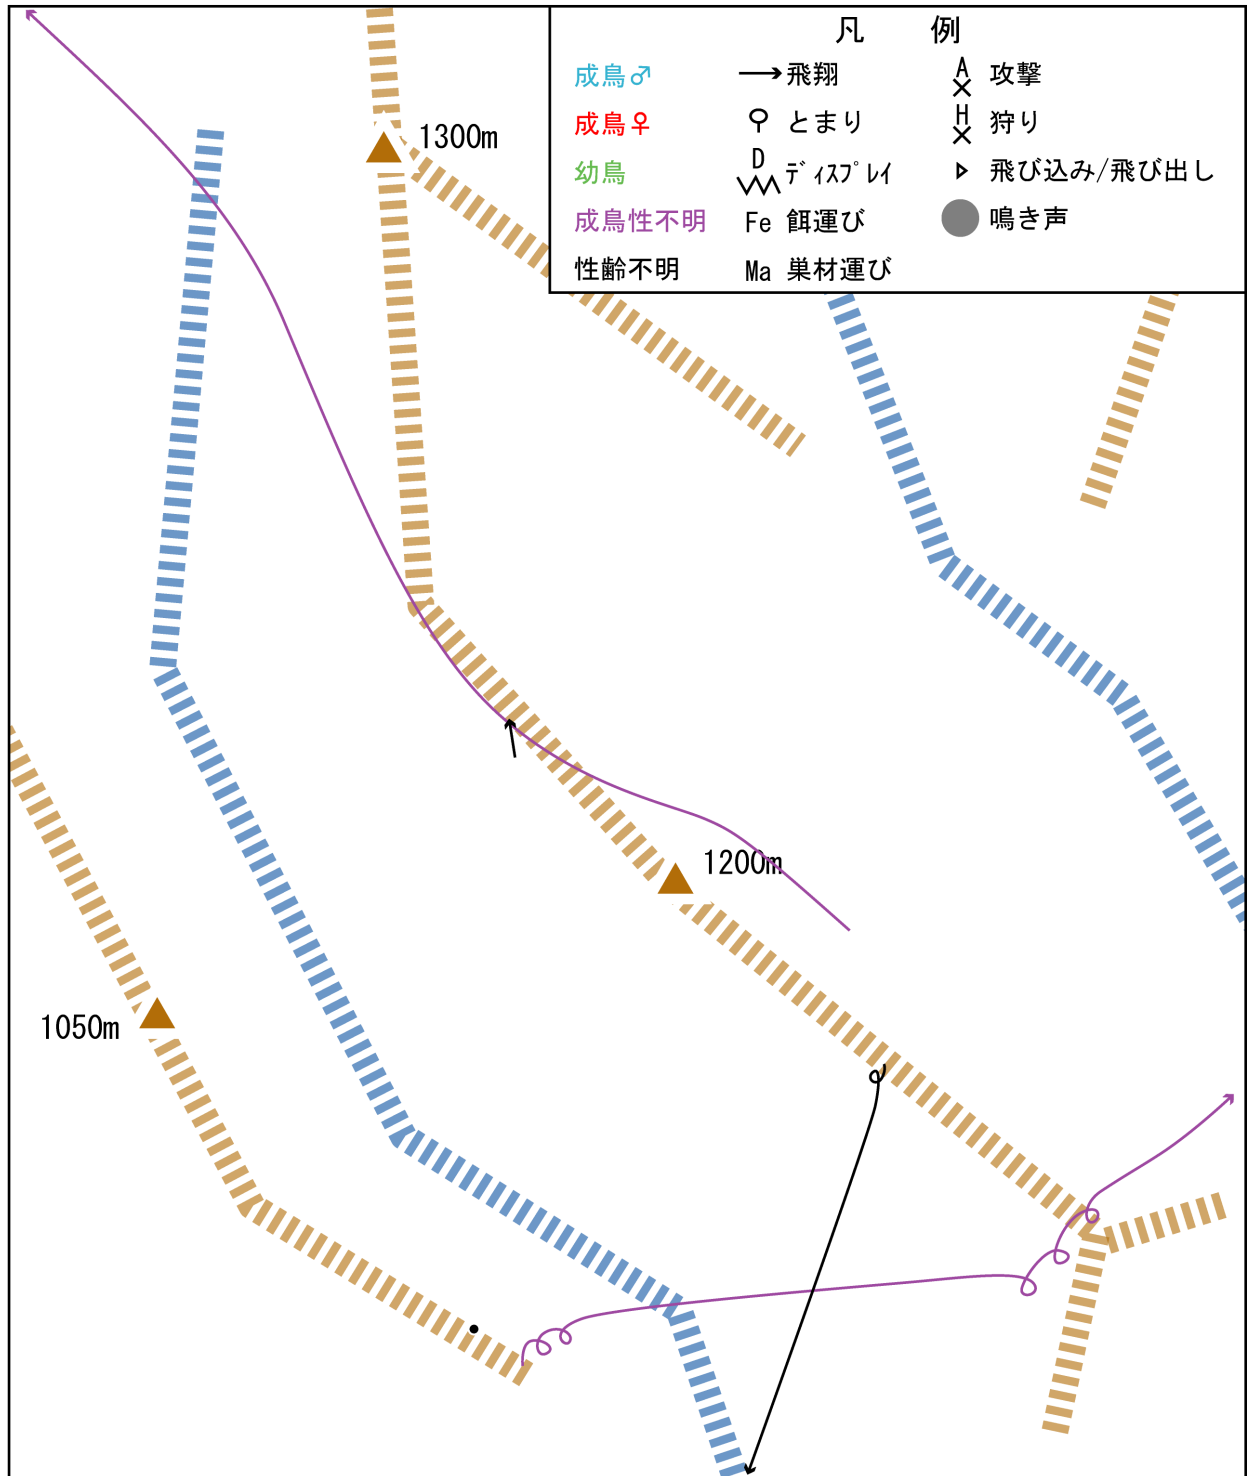 凡 例
成鳥♂ 飛翔 A 攻撃
成鳥♀ とまり H 狩り
幼鳥 D ディスプレイ 飛び込み/飛び出し
成鳥性不明 Fe 餌運び 鳴き声
性齢不明 Ma 巣材運び
1300m
1200m
1050m